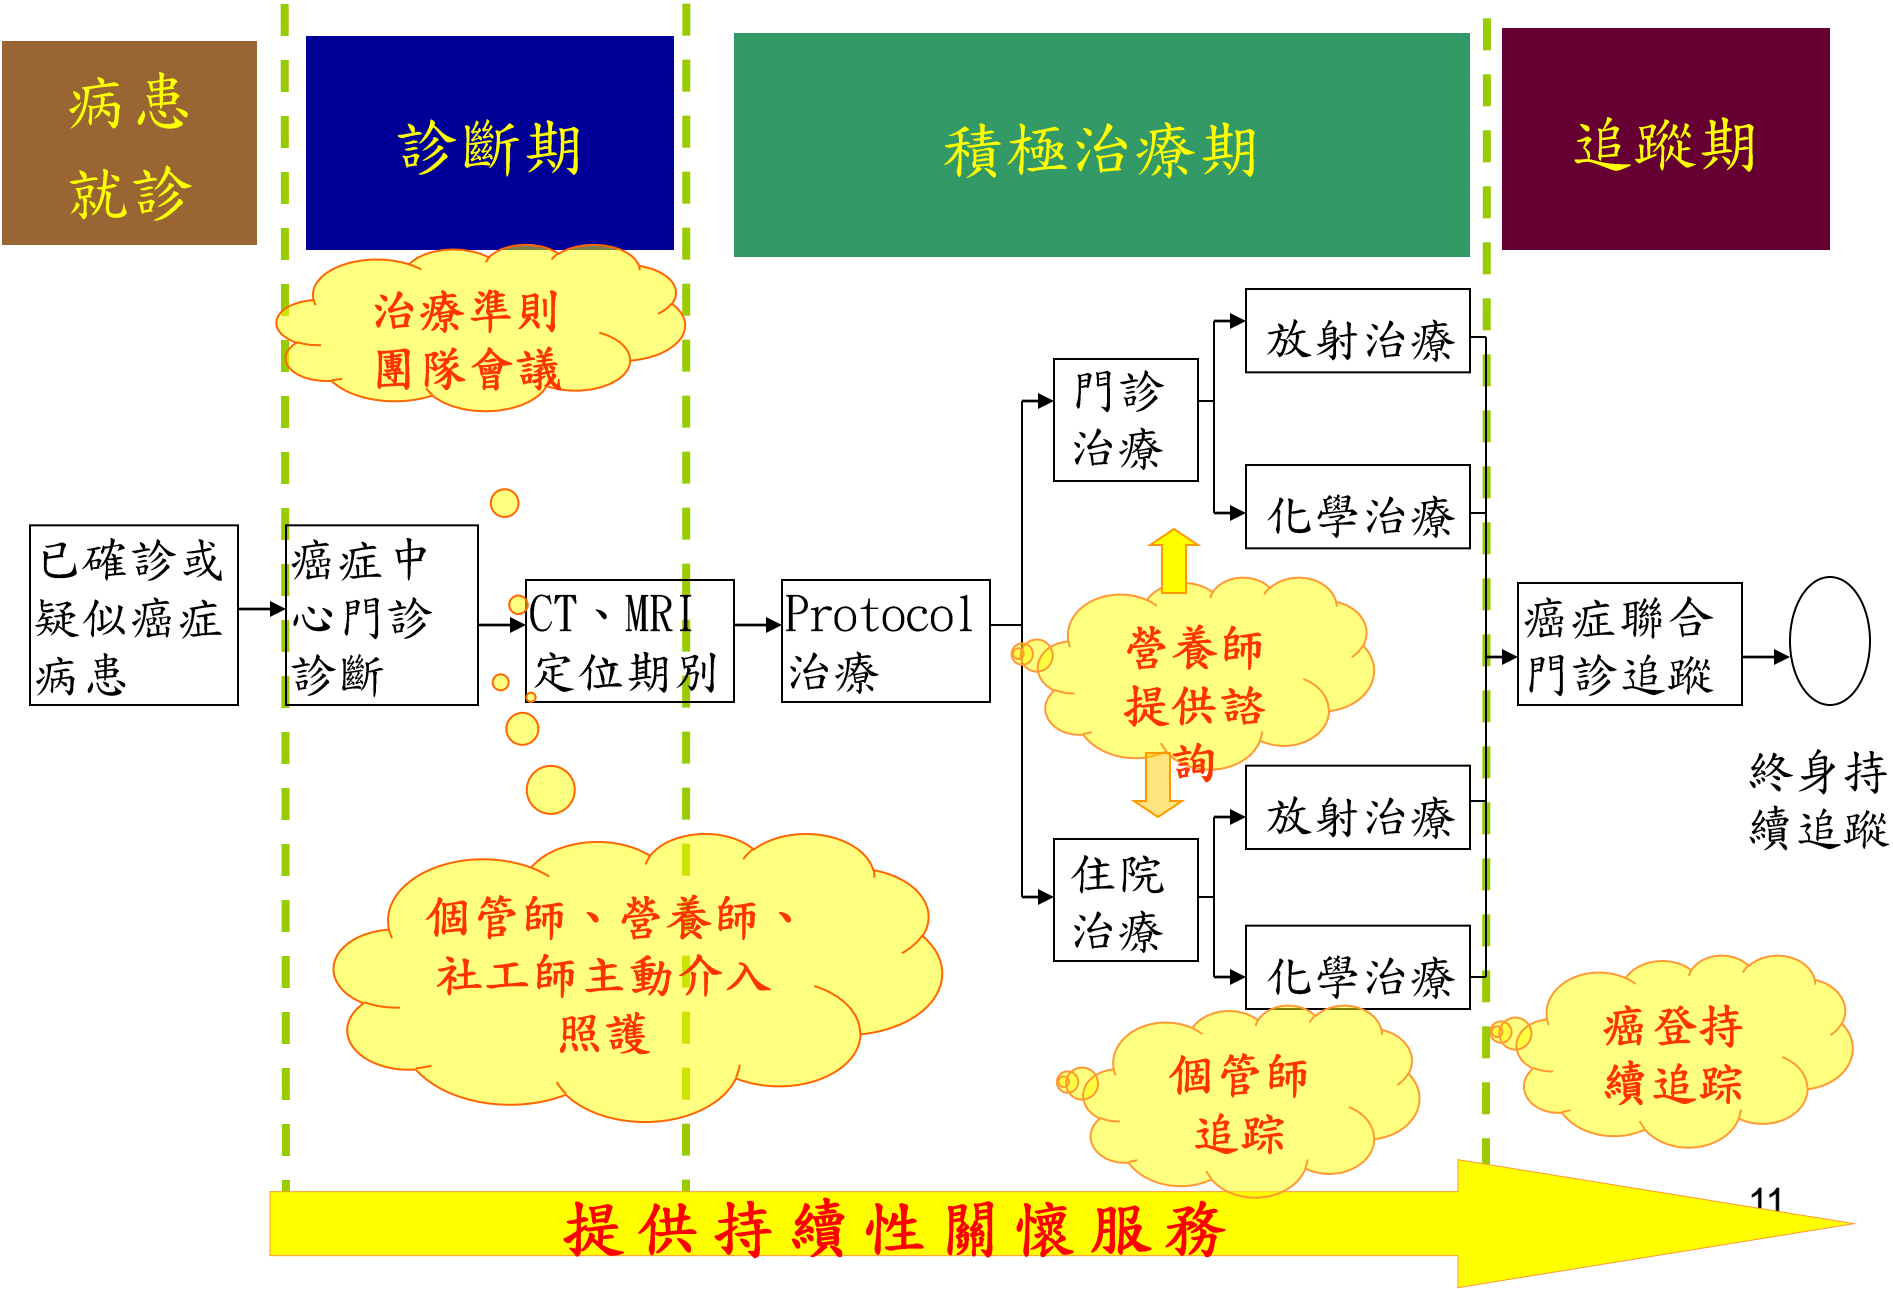 病患
就診
診斷期
積極治療期
追蹤期
治療準則
團隊會議
已確診或
疑似癌症
病患
癌症中
心門診
診斷
CT、MRI
定位期別
Protocol
治療
門診
治療
放射治療
化學治療
營養師
提供諮
詢
住院
治療
放射治療
化學治療
癌症聯合
門診追蹤
終身持
續追蹤
個管師、營養師、
社工師主動介入
照護
個管師
追踪
癌登持
續追踪
提供持續性關懷服務
11